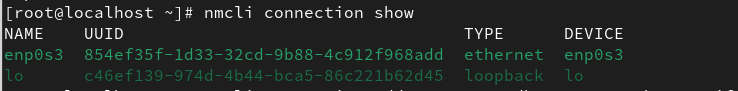 [root@localhost ~]# nmcli connection show
NAME UUID TYPE DEVICE
enp0s3 854ef35f-1d33-32cd-9b88-4c912f968add ethernet enp0s3
lo c46ef139-974d-4b44-bca5-86c221b62d45 loopback lo